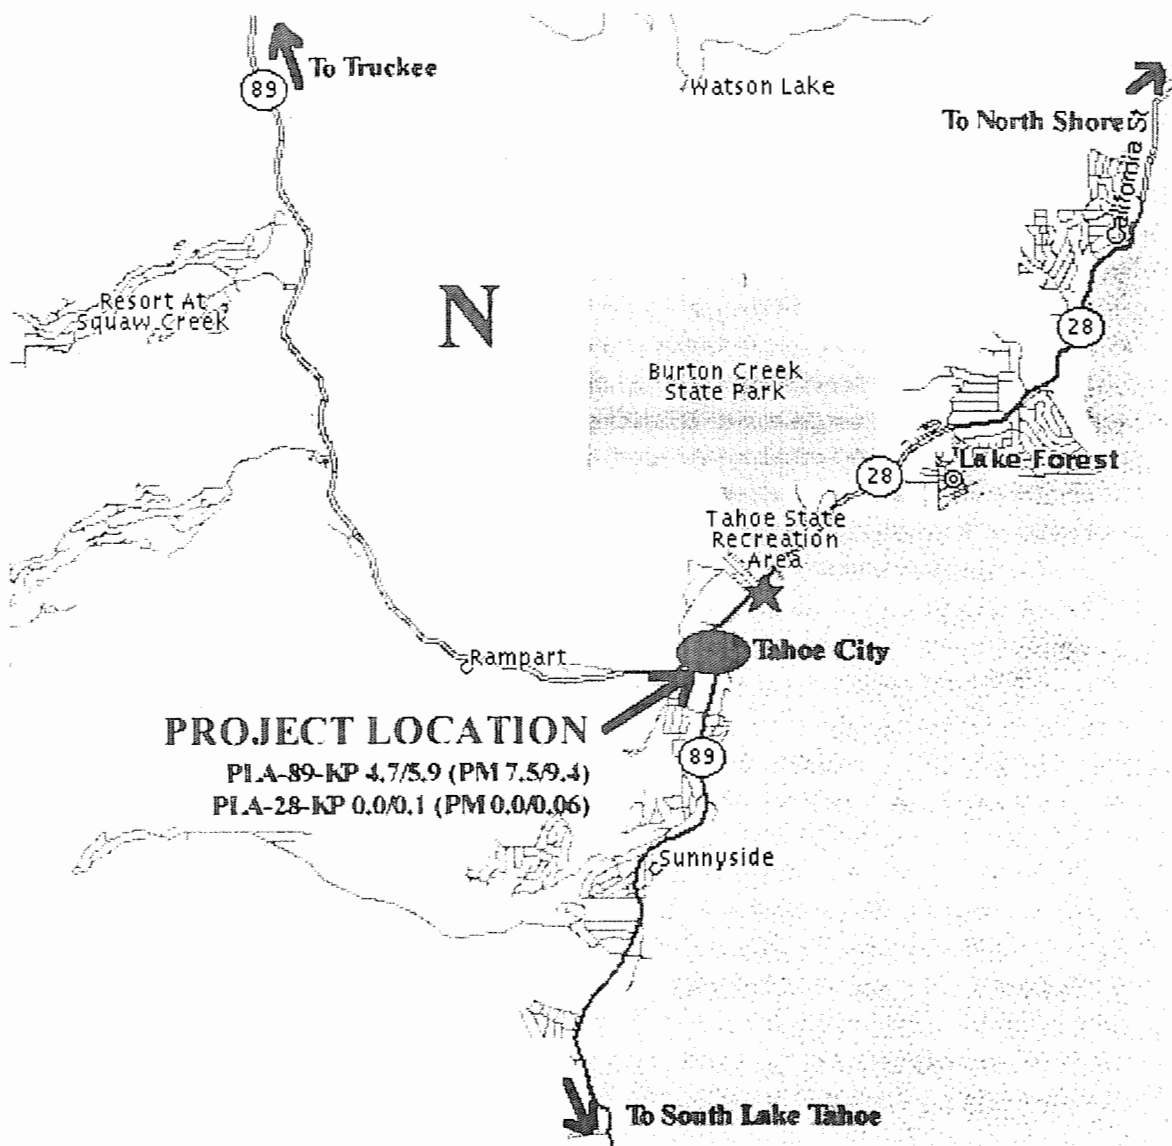 To Truckee
89
Watson Lake
To North Shore
California St
Resort At
Squaw Creek
N
28
Burton Creek
State Park
Lake Forest
28
Tahoe State
Recreation
Area
Tahoe City
Rampart
PROJECT LOCATION
PLA-89-KP 4.7/5.9 (PM 7.5/9.4)
PLA-28-KP 0.0/0.1 (PM 0.0/0.06)
89
Sunnyside
To South Lake Tahoe